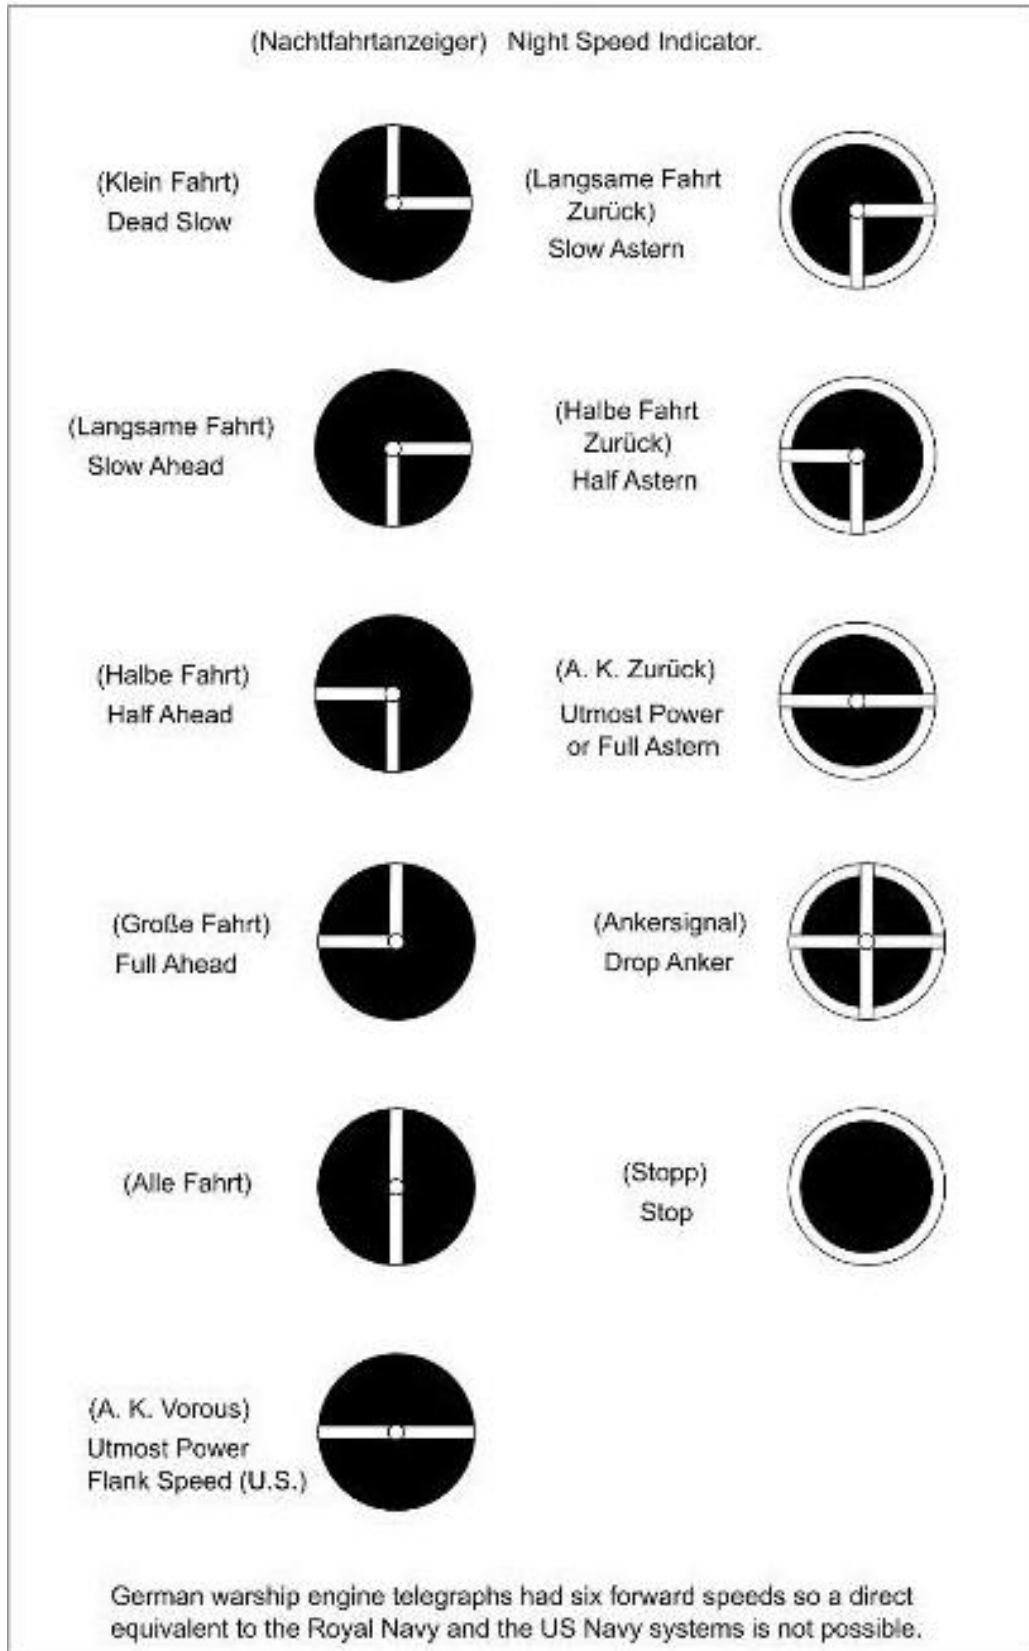 (Nachtfahrtanzeiger) Night Speed Indicator.
(Klein Fahrt)
Dead Slow
(Langsame Fahrt
Zurück)
Slow Astern
(Langsame Fahrt)
Slow Ahead
(Halbe Fahrt
Zurück)
Half Astern
(Halbe Fahrt)
Half Ahead
(A. K. Zurück)
Utmost Power
or Full Astern
(Große Fahrt)
Full Ahead
(Ankersignal)
Drop Anker
(Alle Fahrt)
(Stopp)
Stop
(A. K. Vorous)
Utmost Power
Flank Speed (U.S.)
German warship engine telegraphs had six forward speeds so a direct
equivalent to the Royal Navy and the US Navy systems is not possible.